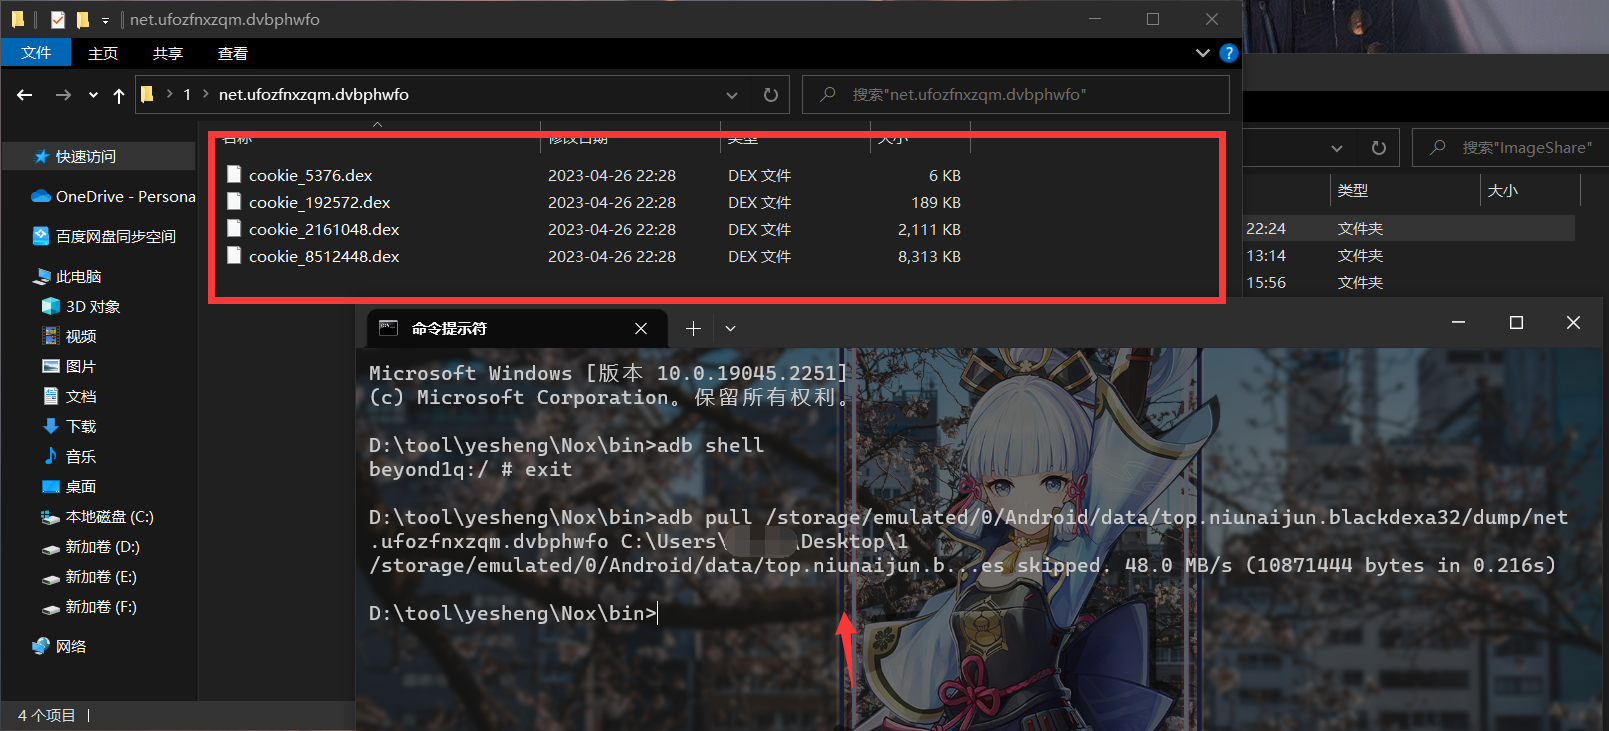 net.ufozfnxzqm.dvbphwfo
文件 主页 共享 查看
1 net.ufozfnxzqm.dvbphwfo
搜索"net.ufozfnxzqm.dvbphwfo"
名称 修改日期 类型 大小
cookie_5376.dex 2023-04-26 22:28 DEX 文件 6 KB
cookie_192572.dex 2023-04-26 22:28 DEX 文件 189 KB
cookie_2161048.dex 2023-04-26 22:28 DEX 文件 2,111 KB
cookie_8512448.dex 2023-04-26 22:28 DEX 文件 8,313 KB
快速访问
OneDrive - Persona
百度网盘同步空间
此电脑
3D 对象
视频
图片
文档
下载
音乐
桌面
本地磁盘 (C:)
新加卷 (D:)
新加卷 (E:)
新加卷 (F:)
网络
4 个项目
搜索"ImageShare"
类型 大小
22:24 文件夹
13:14 文件夹
15:56 文件夹
命令提示符
Microsoft Windows [版本 10.0.19045.2251]
(c) Microsoft Corporation。保留所有权利。
D:\tool\yesheng\Nox\bin>adb shell
beyond1q:/ # exit
D:\tool\yesheng\Nox\bin>adb pull /storage/emulated/0/Android/data/top.niunaijun.blackdexa32/dump/net
.ufozfnxzqm.dvbphwfo C:\Users\ \Desktop\1
/storage/emulated/0/Android/data/top.niunaijun.b...es skipped. 48.0 MB/s (10871444 bytes in 0.216s)
D:\tool\yesheng\Nox\bin>